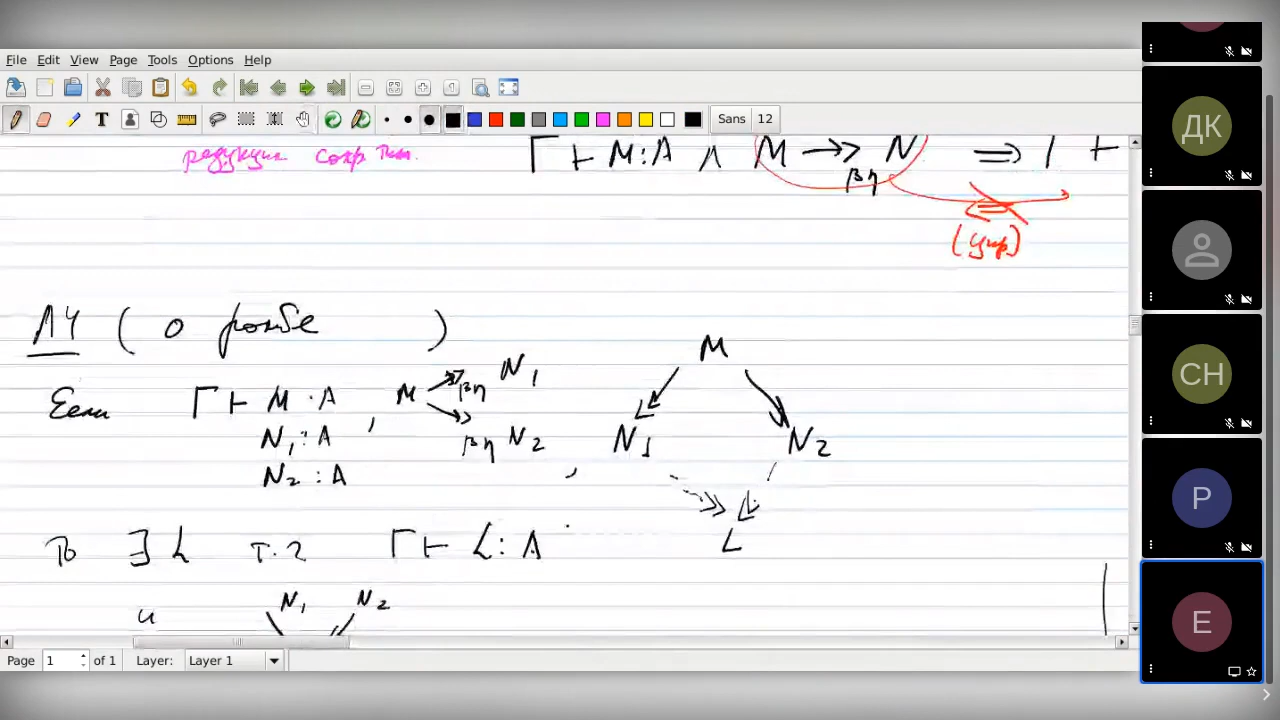 File Edit View Page Tools Options Help
Sans 12
редукция сохр тип.
Γ ⊢ M:A ∧ M ↠ N ⇒ Γ ⊢
βη
⇐
(упр)
Л4 ( о ромбе )
Если Γ ⊢ M : A , M ↠βη N1
N1 : A ↠βη N2
N2 : A ,
M
N1 N2
L
То ∃ L т.ч. Γ ⊢ L : A
и N1 N2
Page 1 of 1 Layer: Layer 1
ДК
СН
Р
Е